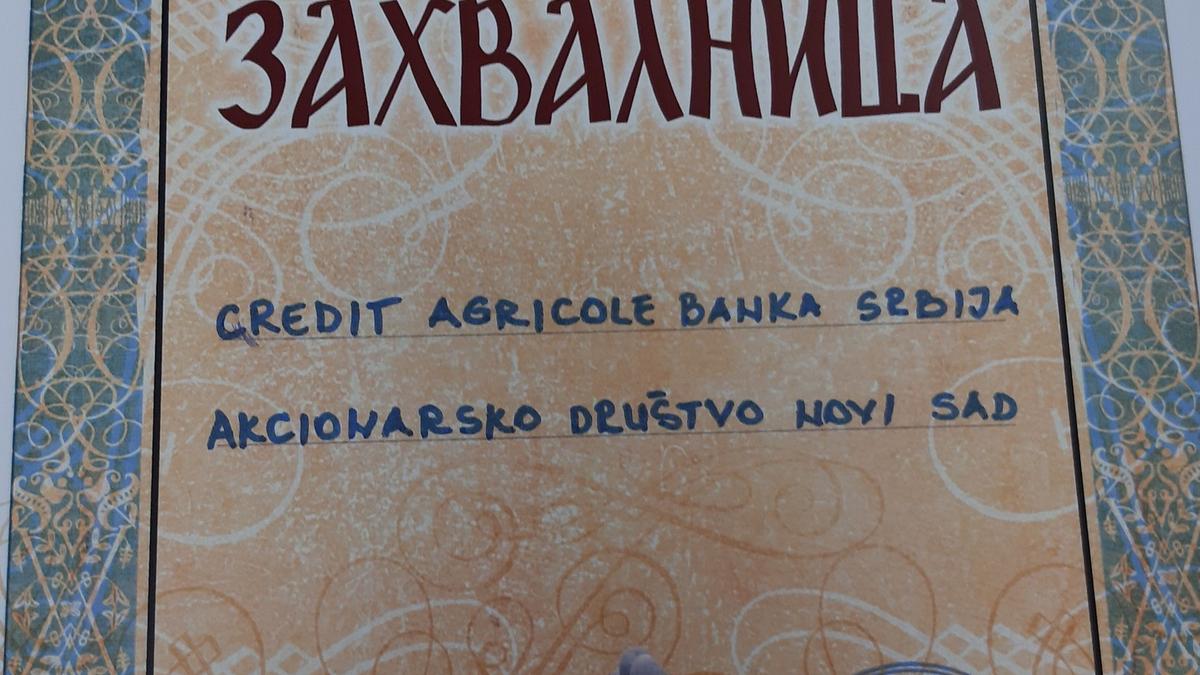 ЗАХВАЛНИЦА
CREDIT AGRICOLE BANKA SRBIJA
AKCIONARSKO DRUŠTVO NOVI SAD